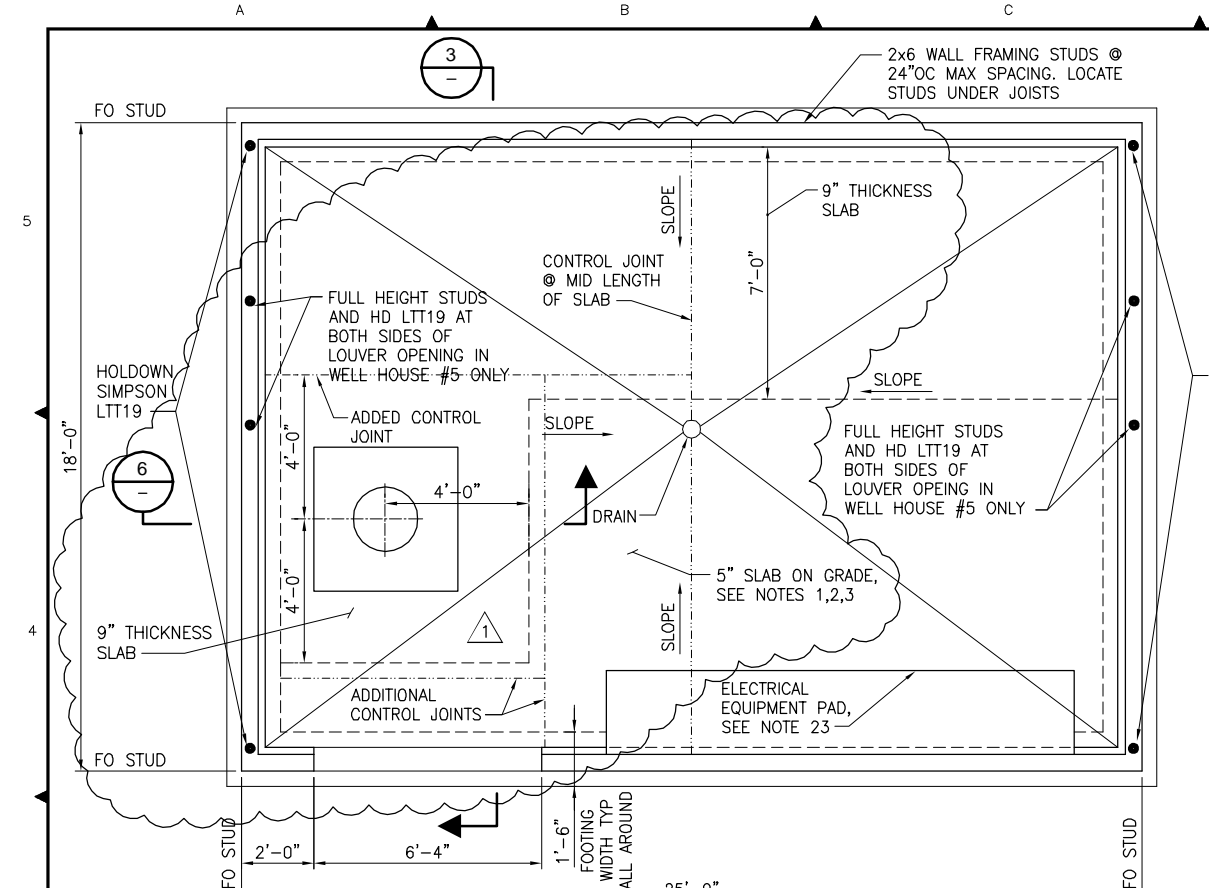 A
B
C
5
4
3
–
2x6 WALL FRAMING STUDS @
24"OC MAX SPACING. LOCATE
STUDS UNDER JOISTS
FO STUD
SLOPE
9" THICKNESS
SLAB
7'-0"
CONTROL JOINT
@ MID LENGTH
OF SLAB
FULL HEIGHT STUDS
AND HD LTT19 AT
BOTH SIDES OF
LOUVER OPENING IN
WELL HOUSE #5 ONLY
HOLDOWN
SIMPSON
LTT19
SLOPE
ADDED CONTROL
JOINT
SLOPE
18'-0"
4'-0"
4'-0"
4'-0"
6
–
FULL HEIGHT STUDS
AND HD LTT19 AT
BOTH SIDES OF
LOUVER OPEING IN
WELL HOUSE #5 ONLY
DRAIN
5" SLAB ON GRADE,
SEE NOTES 1,2,3
SLOPE
1
9" THICKNESS
SLAB
ADDITIONAL
CONTROL JOINTS
ELECTRICAL
EQUIPMENT PAD,
SEE NOTE 23
FO STUD
FO STUD
2'-0"
6'-4"
1'-6"
FOOTING
WIDTH TYP
ALL AROUND
25'-0"
FO STUD